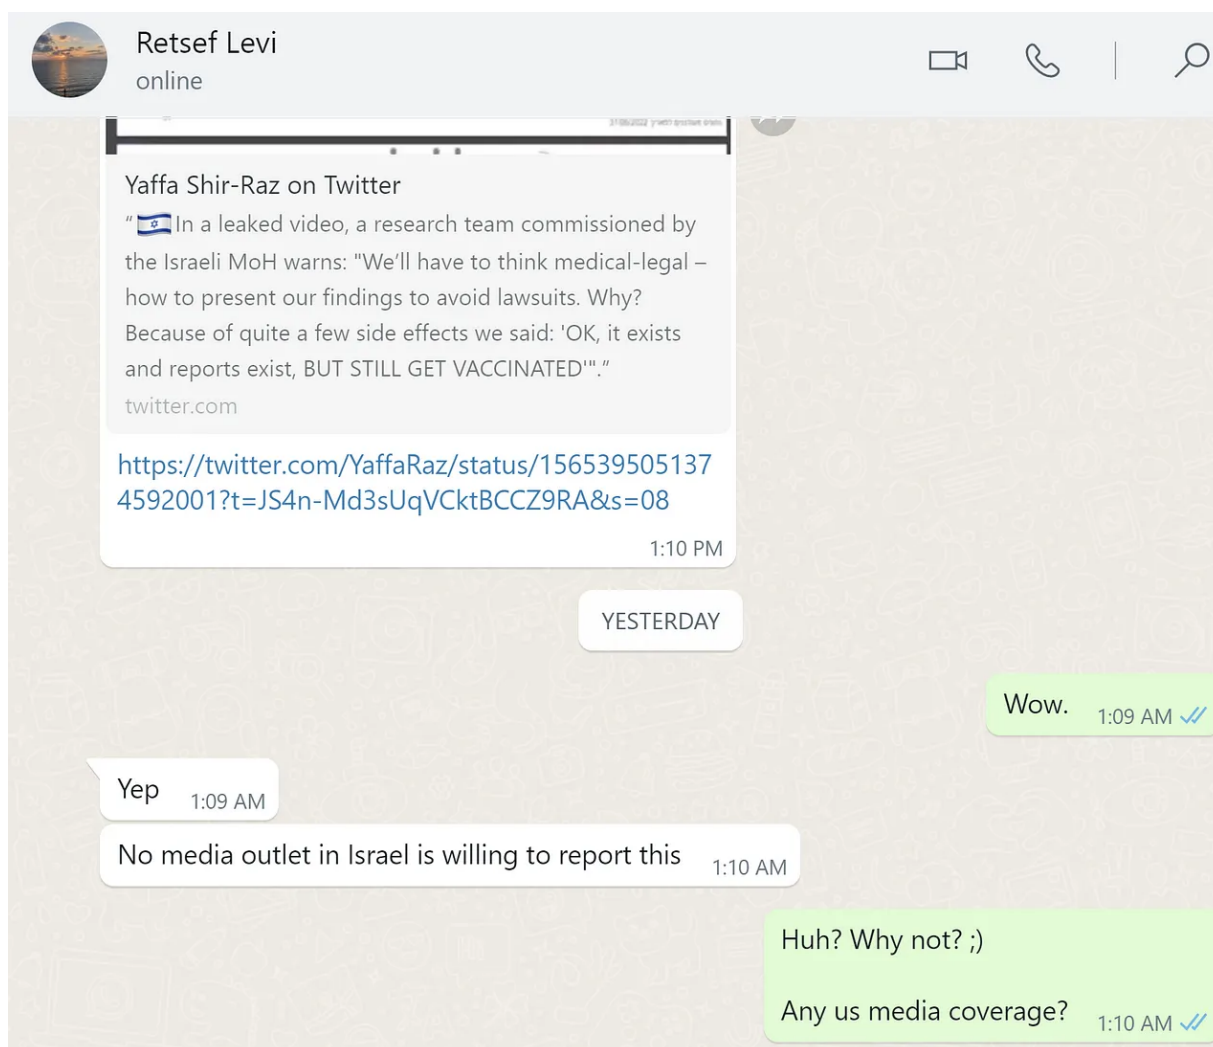 Retsef Levi
online
Yaffa Shir-Raz on Twitter
“🇮🇱In a leaked video, a research team commissioned by
the Israeli MoH warns: "We’ll have to think medical-legal –
how to present our findings to avoid lawsuits. Why?
Because of quite a few side effects we said: 'OK, it exists
and reports exist, BUT STILL GET VACCINATED'".“
twitter.com
https://twitter.com/YaffaRaz/status/156539505137
4592001?t=JS4n-Md3sUqVCktBCCZ9RA&s=08
1:10 PM
YESTERDAY
Wow. 1:09 AM
Yep 1:09 AM
No media outlet in Israel is willing to report this 1:10 AM
Huh? Why not? ;)
Any us media coverage? 1:10 AM